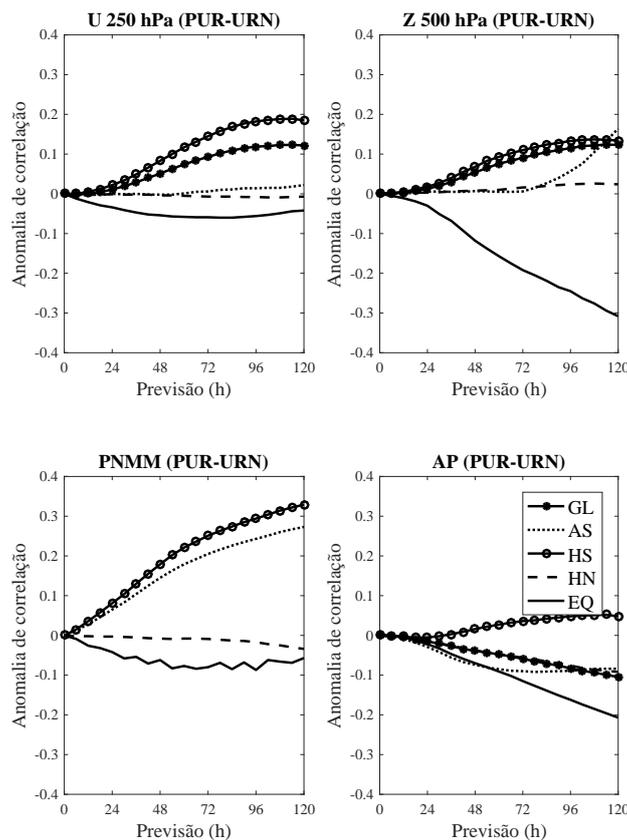 U 250 hPa (PUR-URN)
Anomalia de correlação
0.4
0.3
0.2
0.1
0
-0.1
-0.2
-0.3
-0.4
0 24 48 72 96 120
Previsão (h)
Z 500 hPa (PUR-URN)
Anomalia de correlação
0.4
0.3
0.2
0.1
0
-0.1
-0.2
-0.3
-0.4
0 24 48 72 96 120
Previsão (h)
PNMM (PUR-URN)
Anomalia de correlação
0.4
0.3
0.2
0.1
0
-0.1
-0.2
-0.3
-0.4
0 24 48 72 96 120
Previsão (h)
AP (PUR-URN)
Anomalia de correlação
0.4
0.3
0.2
0.1
0
-0.1
-0.2
-0.3
-0.4
0 24 48 72 96 120
Previsão (h)
GL
AS
HS
HN
EQ